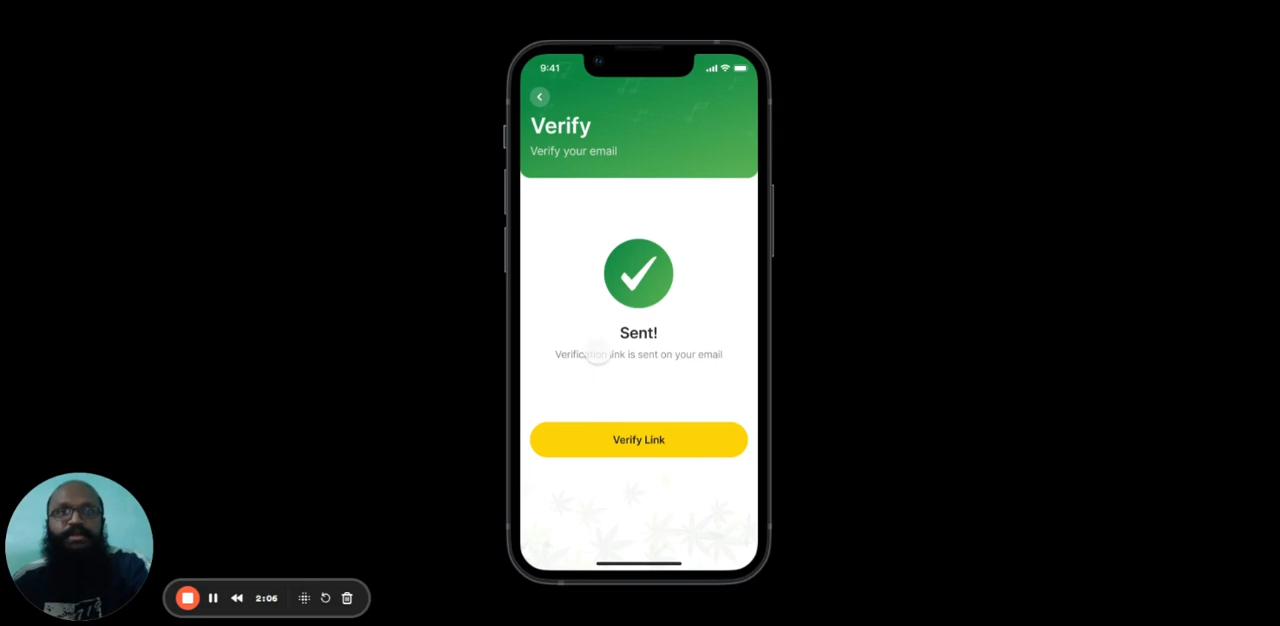 9:41
Verify
Verify your email
Sent!
Verification link is sent on your email
Verify Link
2:06